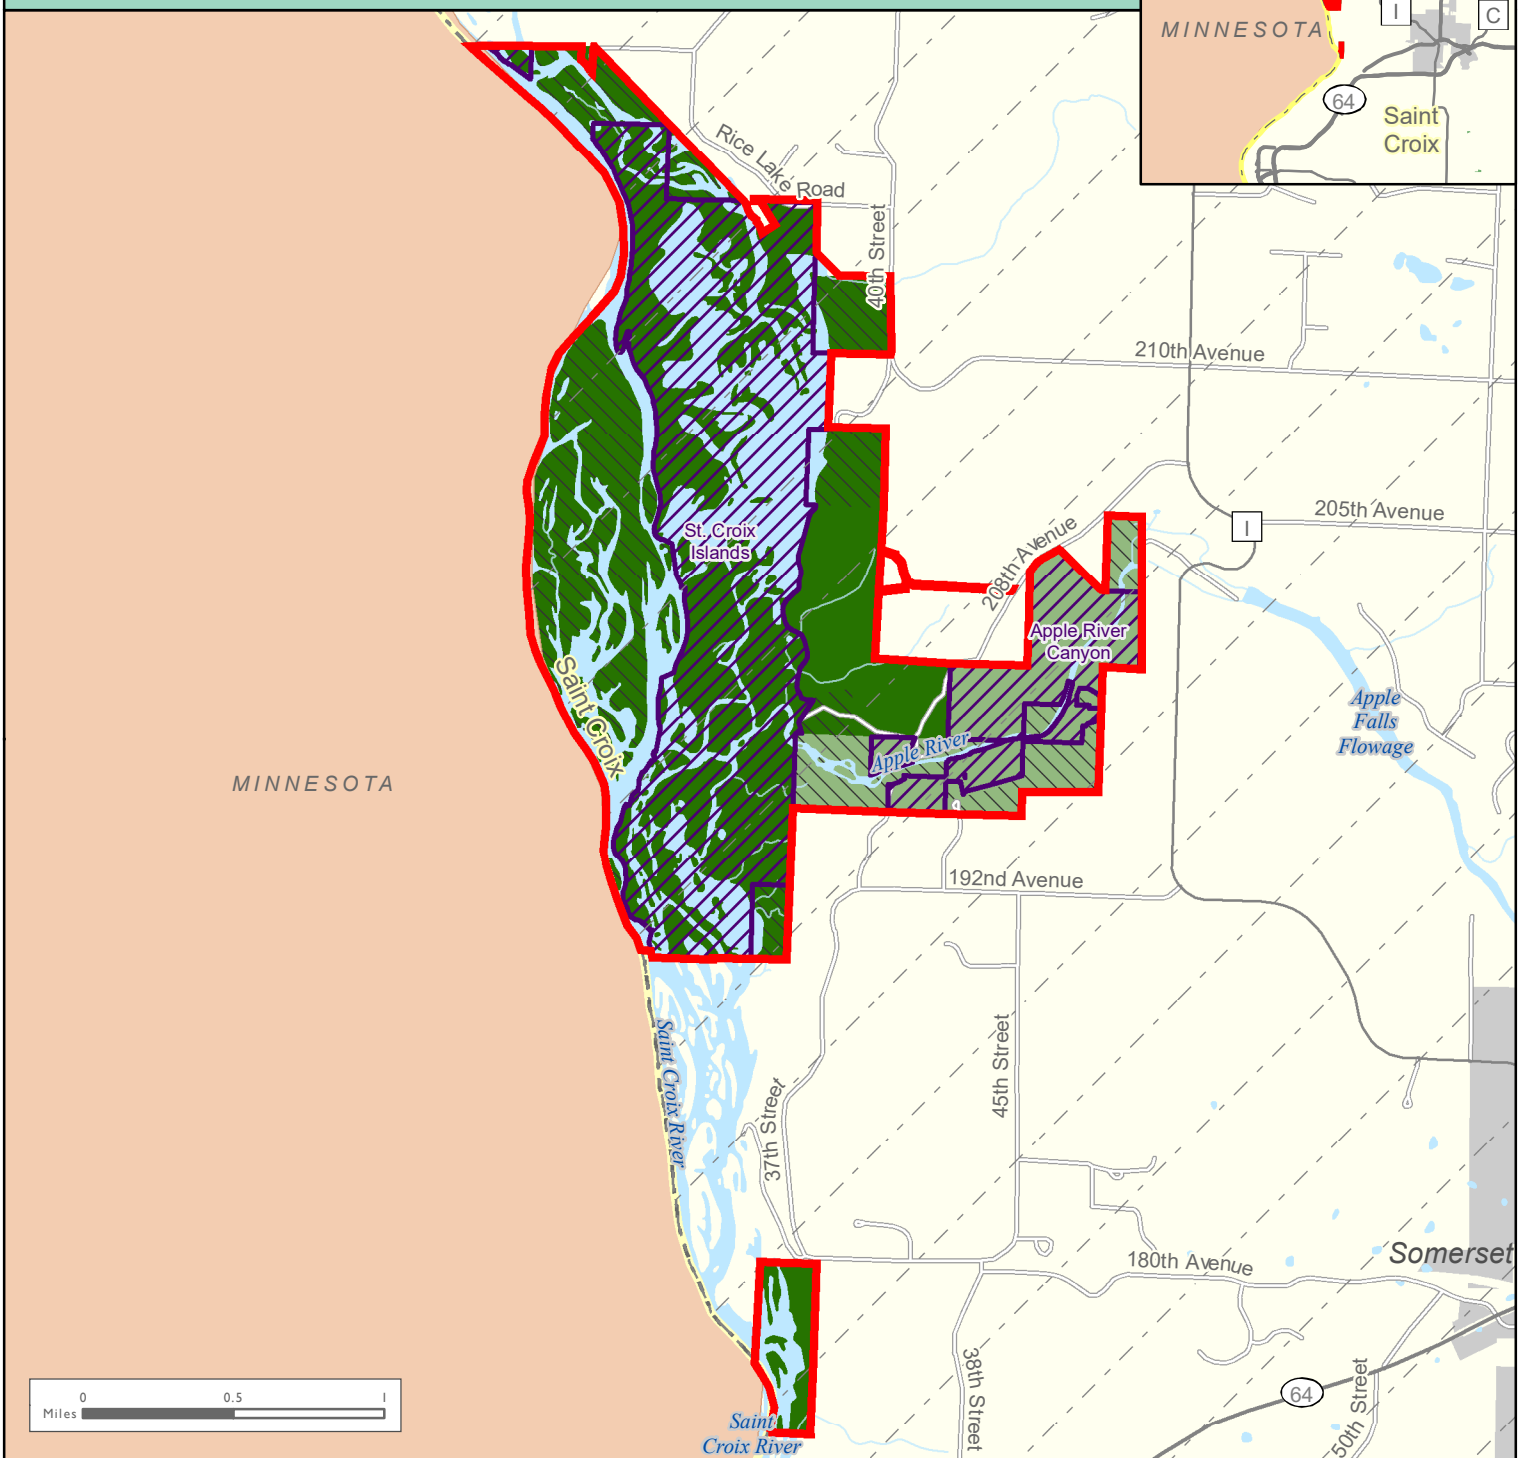 MINNESOTA
I
C
64
Saint
Croix
Rice Lake Road
40th Street
210th Avenue
205th Avenue
I
St. Croix
Islands
208th Avenue
Apple River
Canyon
Saint Croix
Apple River
Apple
Falls
Flowage
MINNESOTA
192nd Avenue
Saint Croix River
45th Street
37th Street
180th Avenue
Somerset
38th Street
64
50th Street
0 0.5 1
Miles
Saint
Croix River